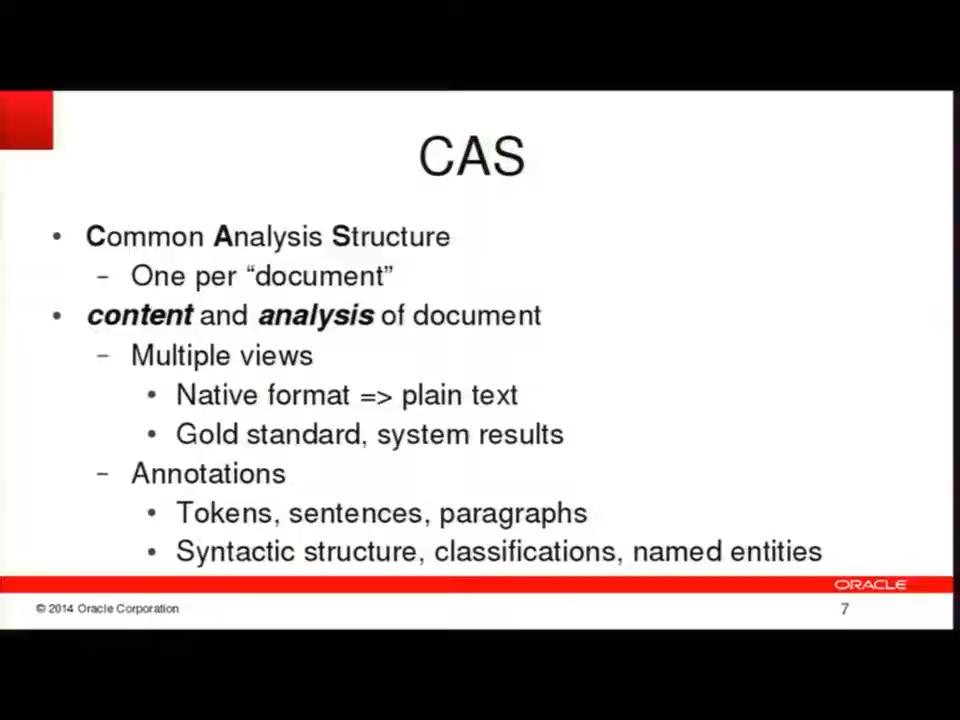 CAS
• Common Analysis Structure
– One per “document”
• content and analysis of document
– Multiple views
• Native format => plain text
• Gold standard, system results
– Annotations
• Tokens, sentences, paragraphs
• Syntactic structure, classifications, named entities
ORACLE
© 2014 Oracle Corporation
7